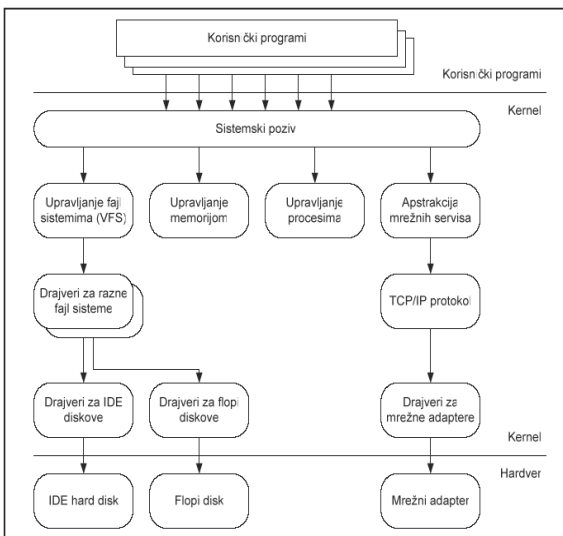 Korisnički programi
Korisnički programi
Kernel
Sistemski poziv
Upravljanje fajl
sistemima (VFS)
Upravljanje
memorijom
Upravljanje
procesima
Apstrakcija
mrežnih servisa
Drajveri za razne
fajl sisteme
TCP/IP protokol
Drajveri za IDE
diskove
Drajveri za flopi
diskove
Drajveri za
mrežne adaptere
Kernel
Hardver
IDE hard disk
Flopi disk
Mrežni adapter